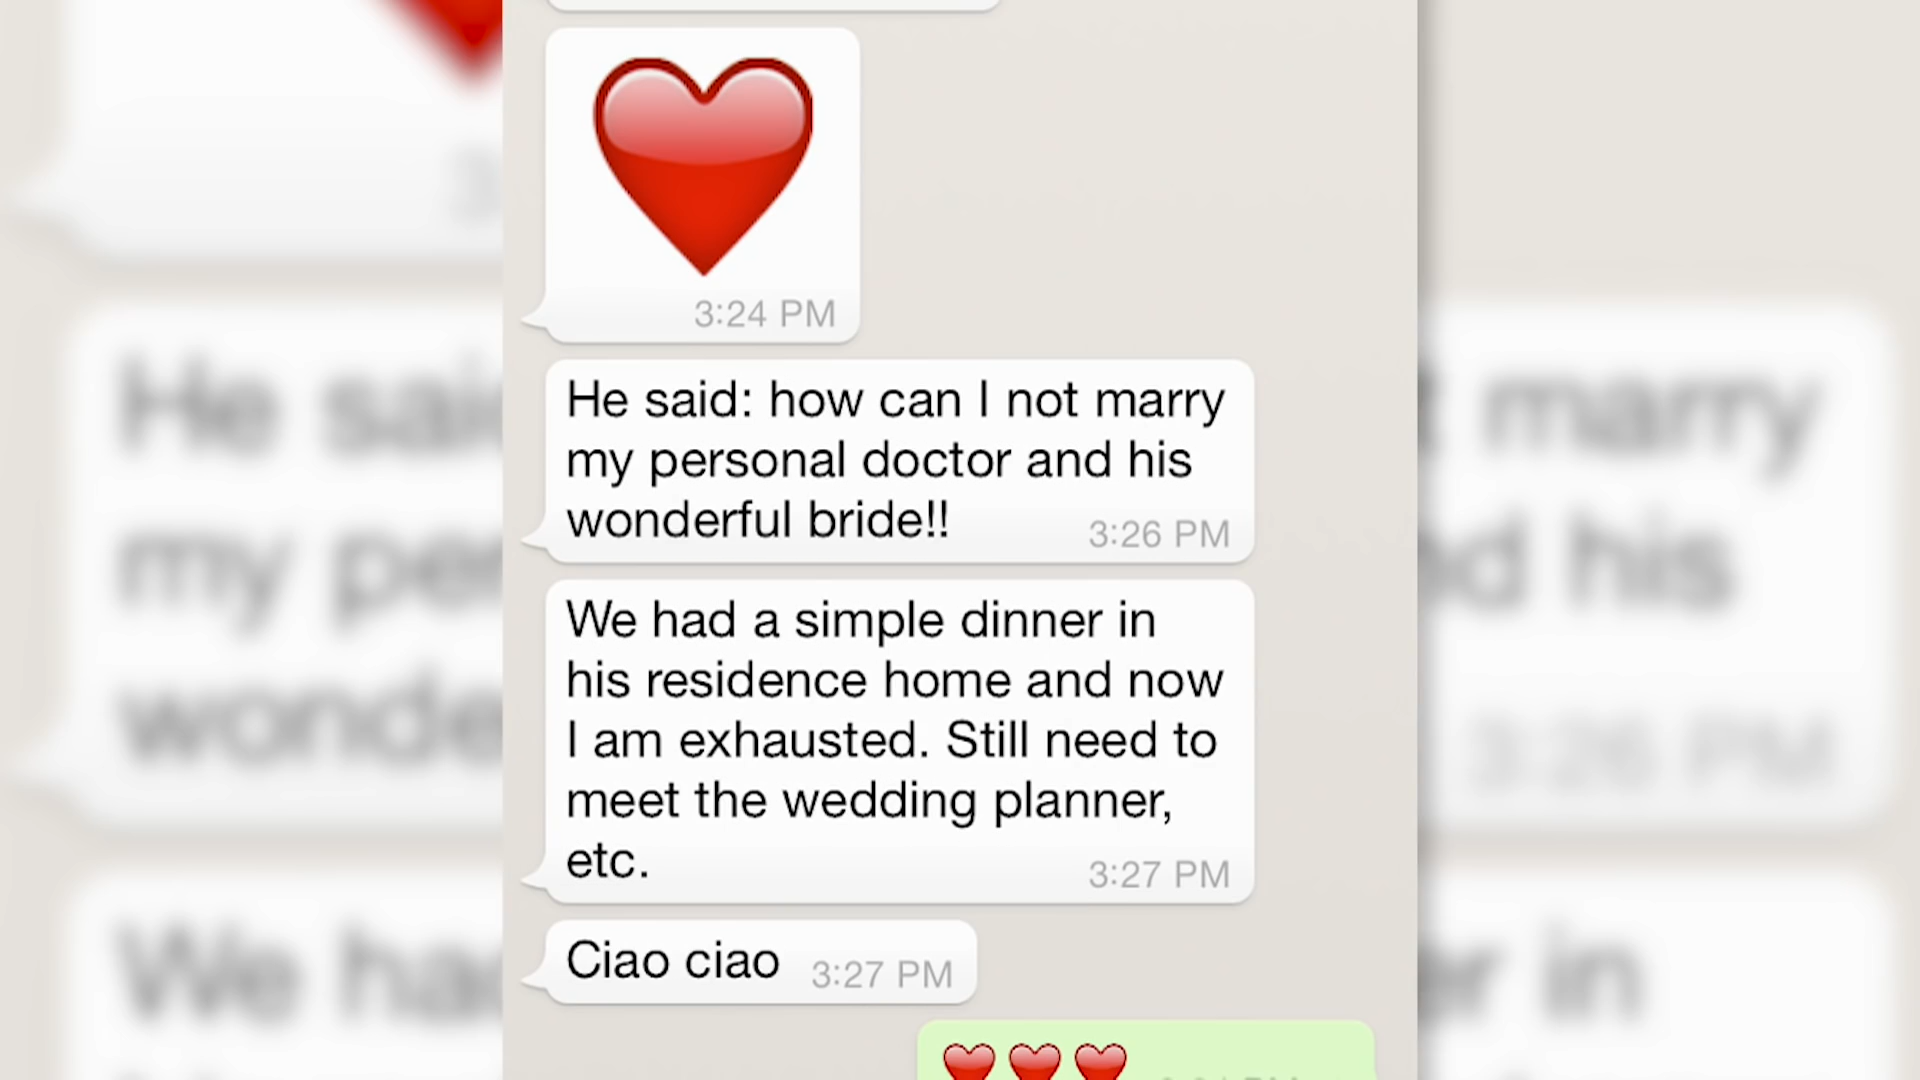 3:24 PM
He said: how can I not marry
my personal doctor and his
wonderful bride!!
3:26 PM
We had a simple dinner in
his residence home and now
I am exhausted. Still need to
meet the wedding planner,
etc.
3:27 PM
Ciao ciao
3:27 PM